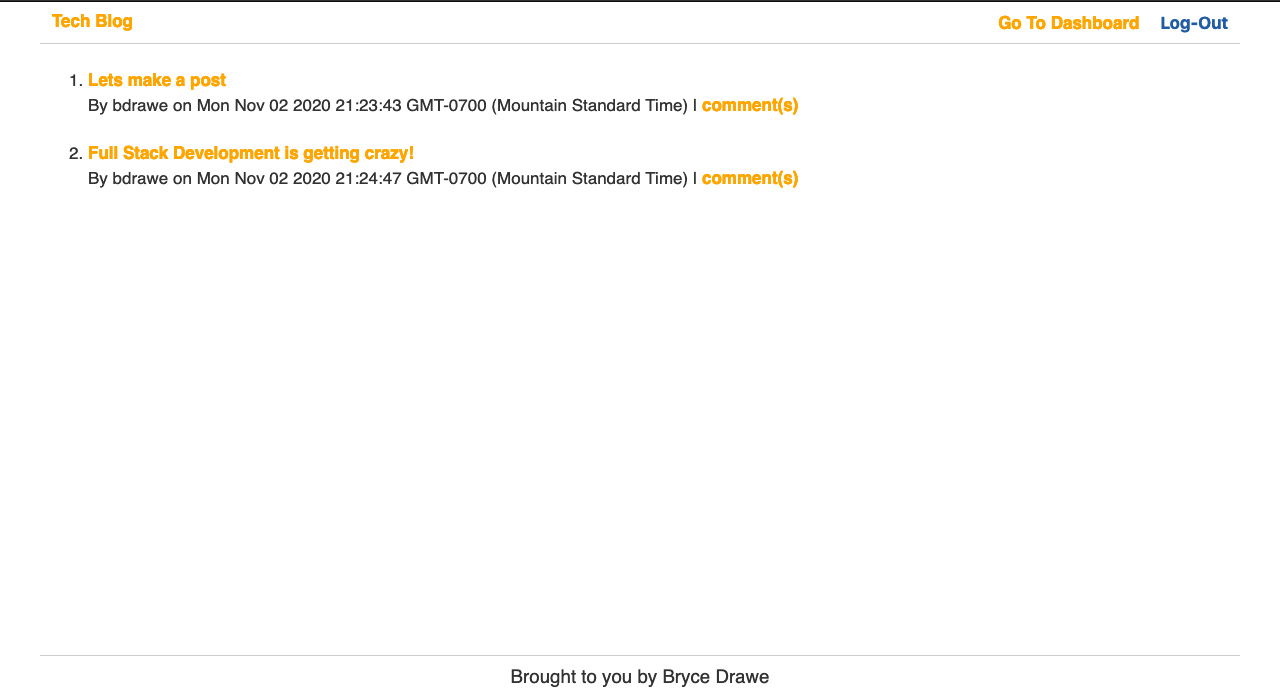 Tech Blog
Go To Dashboard Log-Out
1. Lets make a post
By bdrawe on Mon Nov 02 2020 21:23:43 GMT-0700 (Mountain Standard Time) | comment(s)
2. Full Stack Development is getting crazy!
By bdrawe on Mon Nov 02 2020 21:24:47 GMT-0700 (Mountain Standard Time) | comment(s)
Brought to you by Bryce Drawe